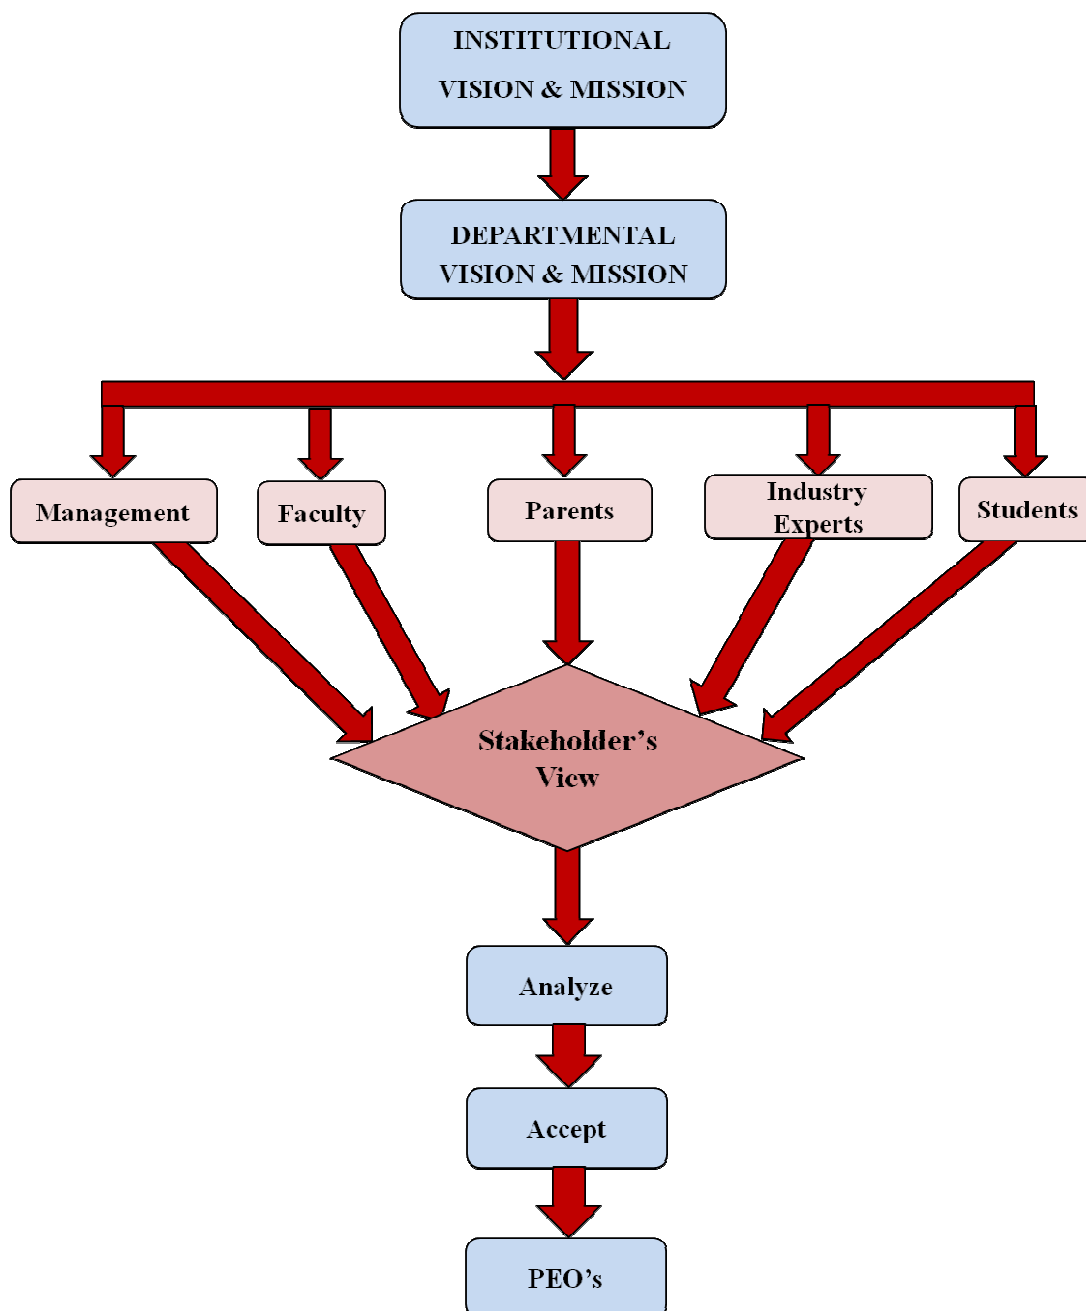 INSTITUTIONAL
VISION & MISSION
DEPARTMENTAL
VISION & MISSION
Management
Faculty
Parents
Industry
Experts
Students
Stakeholder’s
View
Analyze
Accept
PEO’s